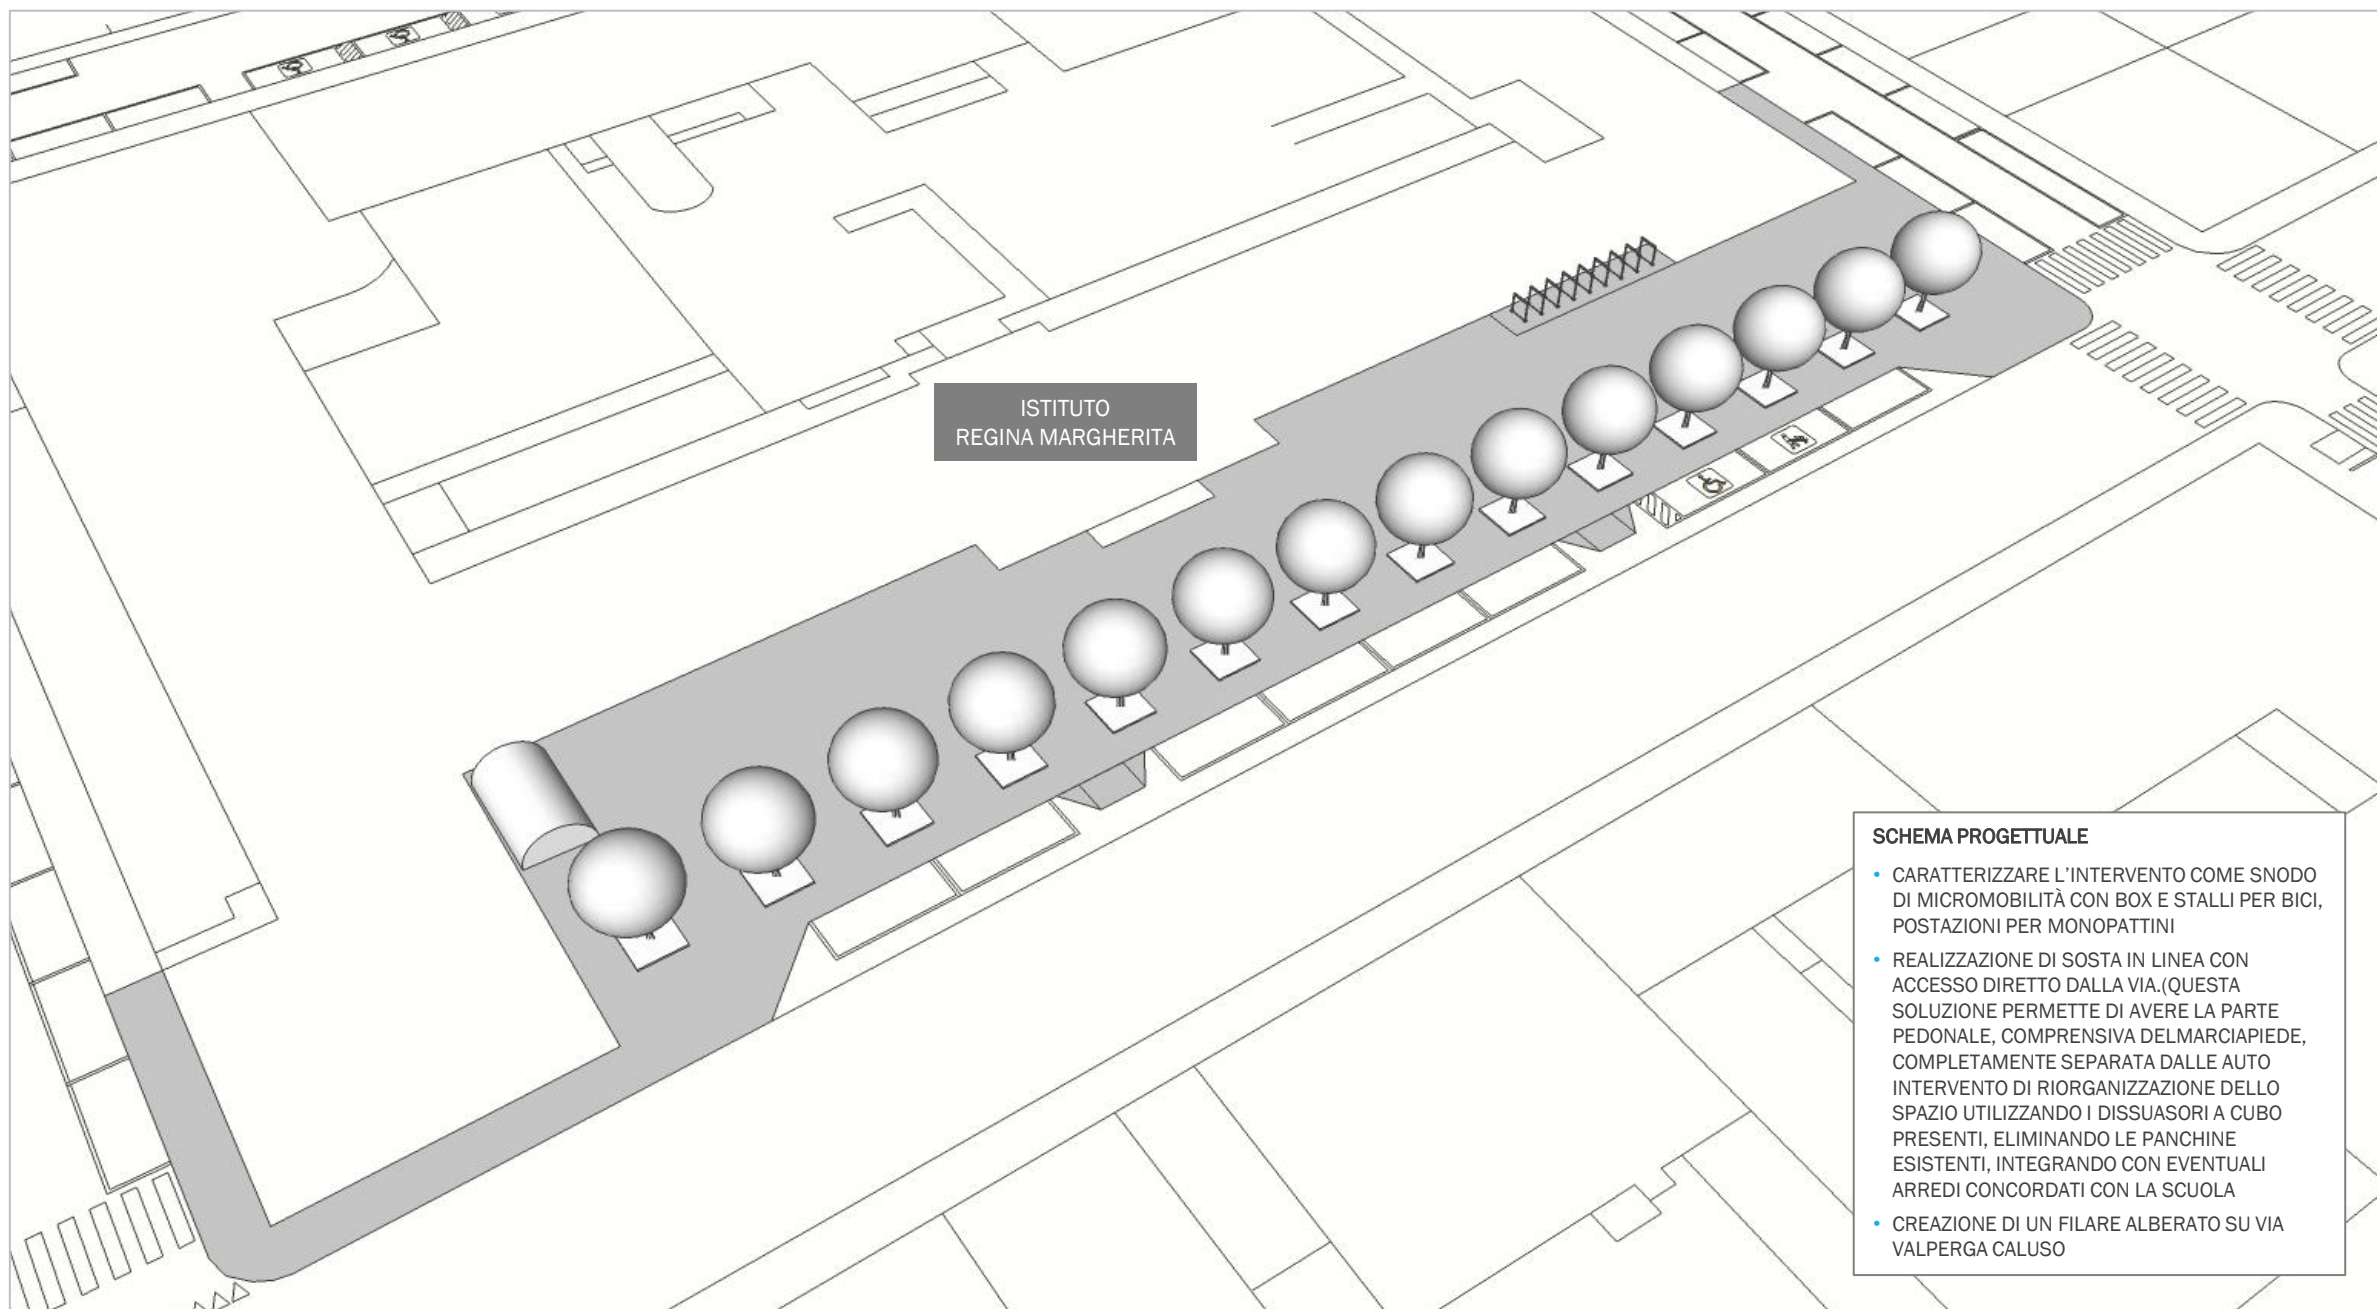 ISTITUTO
REGINA MARGHERITA
SCHEMA PROGETTUALE
• CARATTERIZZARE L'INTERVENTO COME SNODO
DI MICROMOBILITÀ CON BOX E STALLI PER BICI,
POSTAZIONI PER MONOPATTINI
• REALIZZAZIONE DI SOSTA IN LINEA CON
ACCESSO DIRETTO DALLA VIA.(QUESTA
SOLUZIONE PERMETTE DI AVERE LA PARTE
PEDONALE, COMPRENSIVA DELMARCIAPIEDE,
COMPLETAMENTE SEPARATA DALLE AUTO
INTERVENTO DI RIORGANIZZAZIONE DELLO
SPAZIO UTILIZZANDO I DISSUASORI A CUBO
PRESENTI, ELIMINANDO LE PANCHINE
ESISTENTI, INTEGRANDO CON EVENTUALI
ARREDI CONCORDATI CON LA SCUOLA
• CREAZIONE DI UN FILARE ALBERATO SU VIA
VALPERGA CALUSO